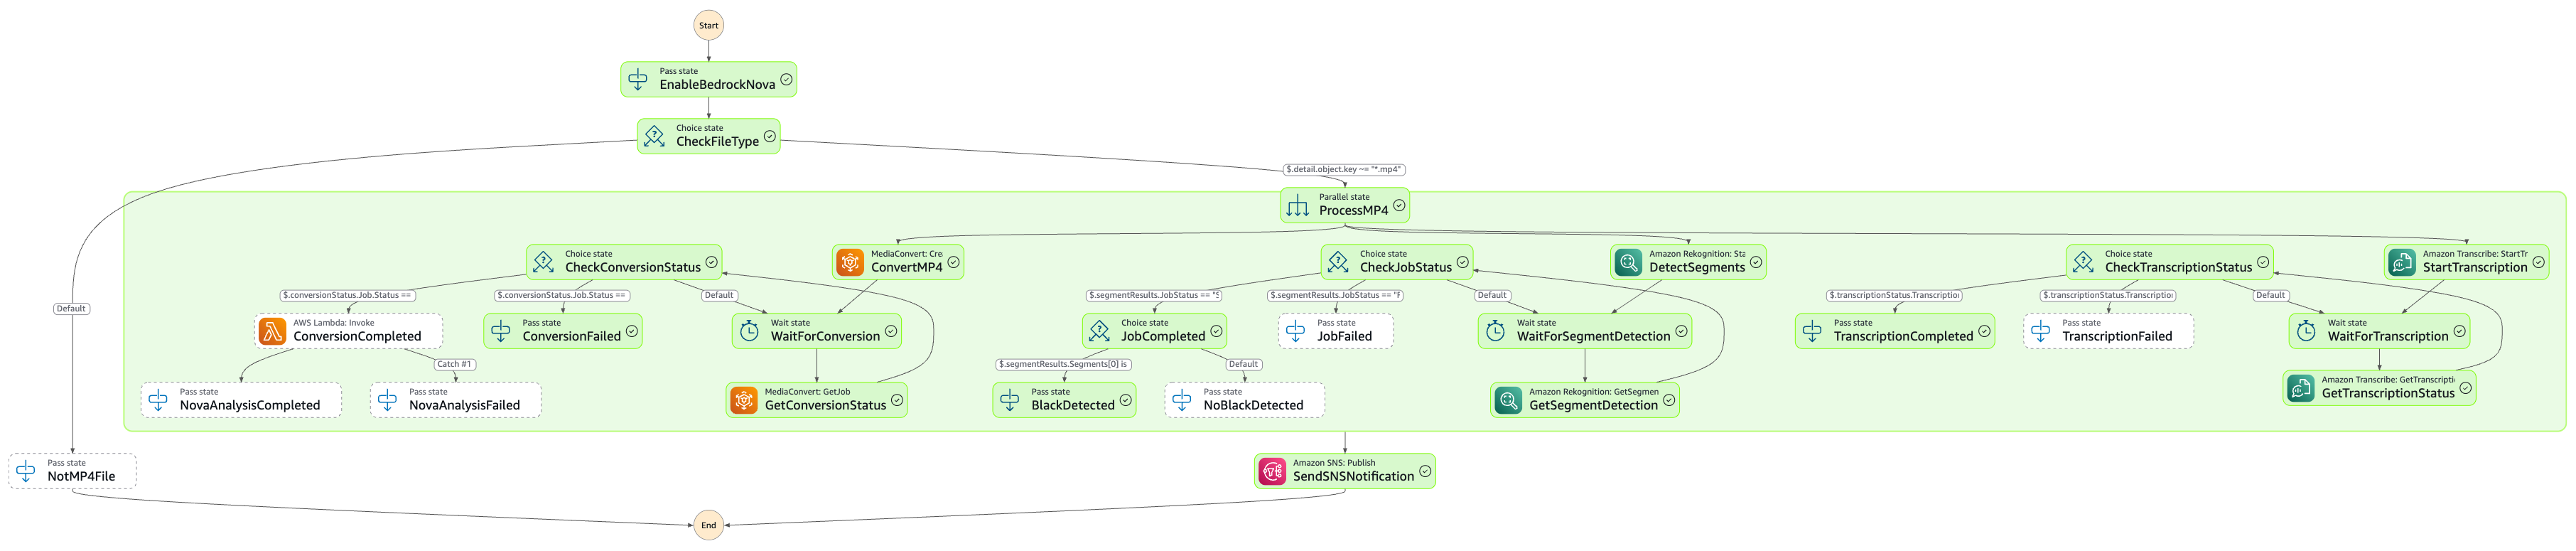 Start
Pass state
EnableBedrockNova
Choice state
CheckFileType
$.detail.object.key ~= "*.mp4"
Parallel state
ProcessMP4
Choice state
CheckConversionStatus
MediaConvert: Cre
ConvertMP4
Choice state
CheckJobStatus
Amazon Rekognition: Sta
DetectSegments
Choice state
CheckTranscriptionStatus
Amazon Transcribe: StartTr
StartTranscription
$.conversionStatus.Job.Status ==
$.conversionStatus.Job.Status ==
Default
$.segmentResults.JobStatus == "S
$.segmentResults.JobStatus == "F
Default
$.transcriptionStatus.Transcription
$.transcriptionStatus.Transcription
Default
Default
AWS Lambda: Invoke
ConversionCompleted
Pass state
ConversionFailed
Wait state
WaitForConversion
Choice state
JobCompleted
Pass state
JobFailed
Wait state
WaitForSegmentDetection
Pass state
TranscriptionCompleted
Pass state
TranscriptionFailed
Wait state
WaitForTranscription
Catch #1
$.segmentResults.Segments[0] is
Default
Pass state
NovaAnalysisCompleted
Pass state
NovaAnalysisFailed
MediaConvert: GetJob
GetConversionStatus
Pass state
BlackDetected
Pass state
NoBlackDetected
Amazon Rekognition: GetSegmen
GetSegmentDetection
Amazon Transcribe: GetTranscripti
GetTranscriptionStatus
Pass state
NotMP4File
Amazon SNS: Publish
SendSNSNotification
End